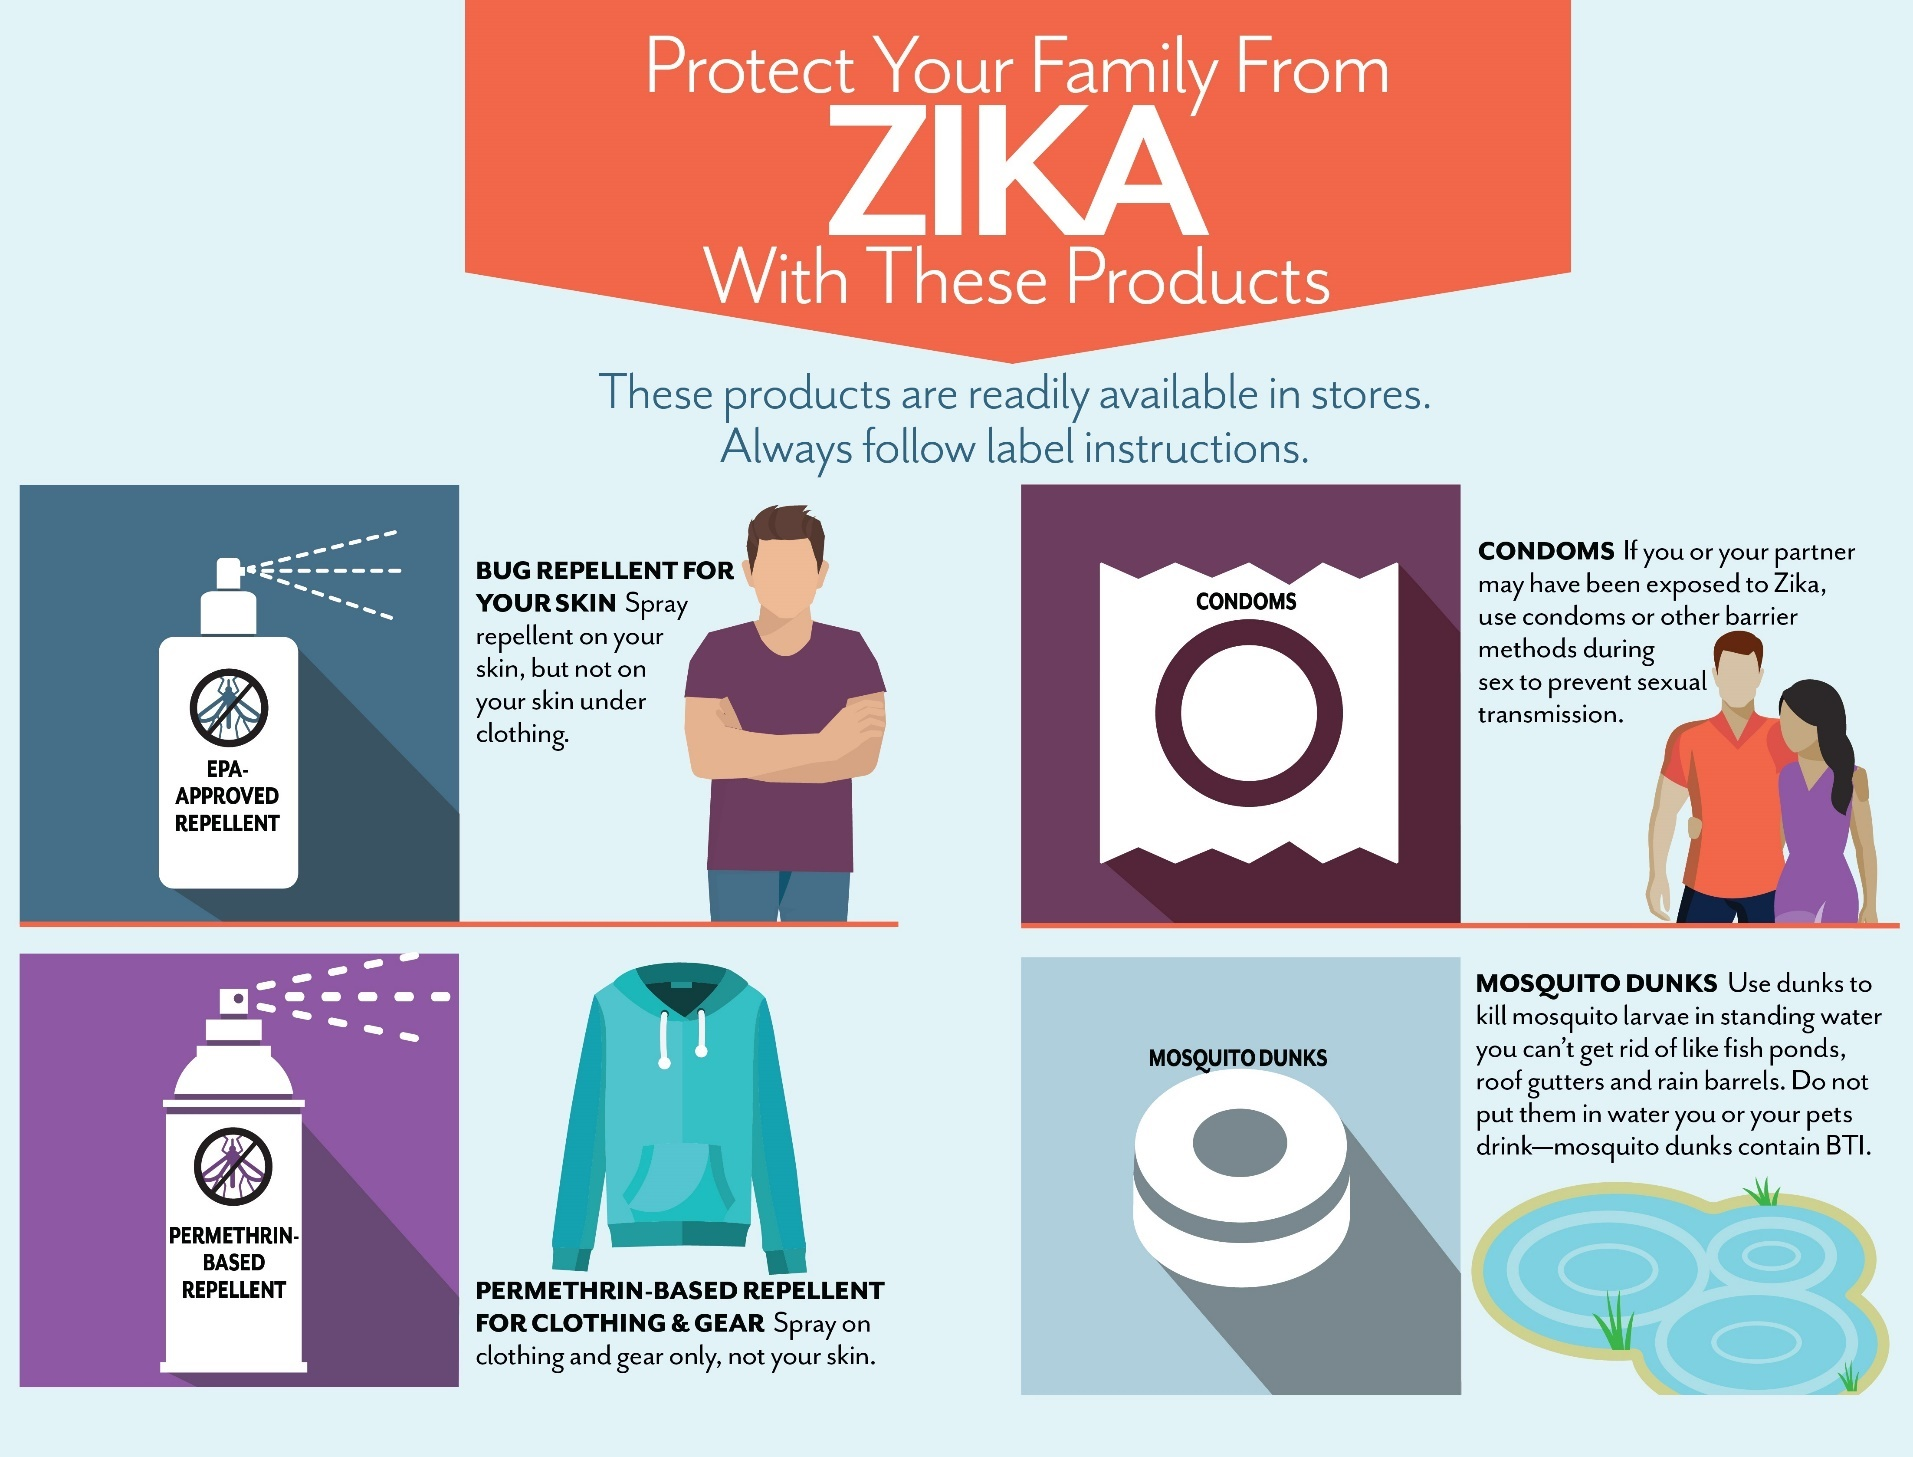 Protect Your Family From
ZIKA
With These Products
These products are readily available in stores.
Always follow label instructions.
EPA-
APPROVED
REPELLENT
BUG REPELLENT FOR
YOUR SKIN Spray
repellent on your
skin, but not on
your skin under
clothing.
CONDOMS
CONDOMS If you or your partner
may have been exposed to Zika,
use condoms or other barrier
methods during
sex to prevent sexual
transmission.
PERMETHRIN-
BASED
REPELLENT
PERMETHRIN-BASED REPELLENT
FOR CLOTHING & GEAR Spray on
clothing and gear only, not your skin.
MOSQUITO DUNKS
MOSQUITO DUNKS Use dunks to
kill mosquito larvae in standing water
you can't get rid of like fish ponds,
roof gutters and rain barrels. Do not
put them in water you or your pets
drink—mosquito dunks contain BTI.